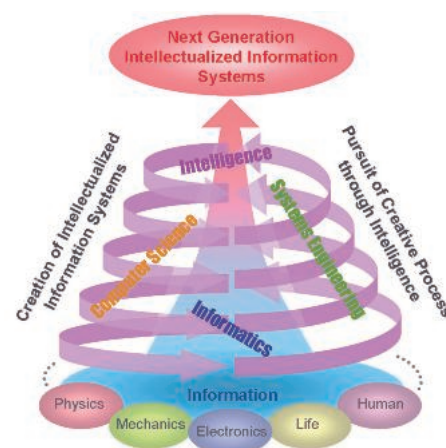 Next Generation
Intellectualized Information
Systems
Creation of Intellectualized
Information Systems
Pursuit of Creative Process
through Intelligence
Intelligence
Computer Science
Systems Engineering
Informatics
Information
Physics
Mechanics
Electronics
Life
Human